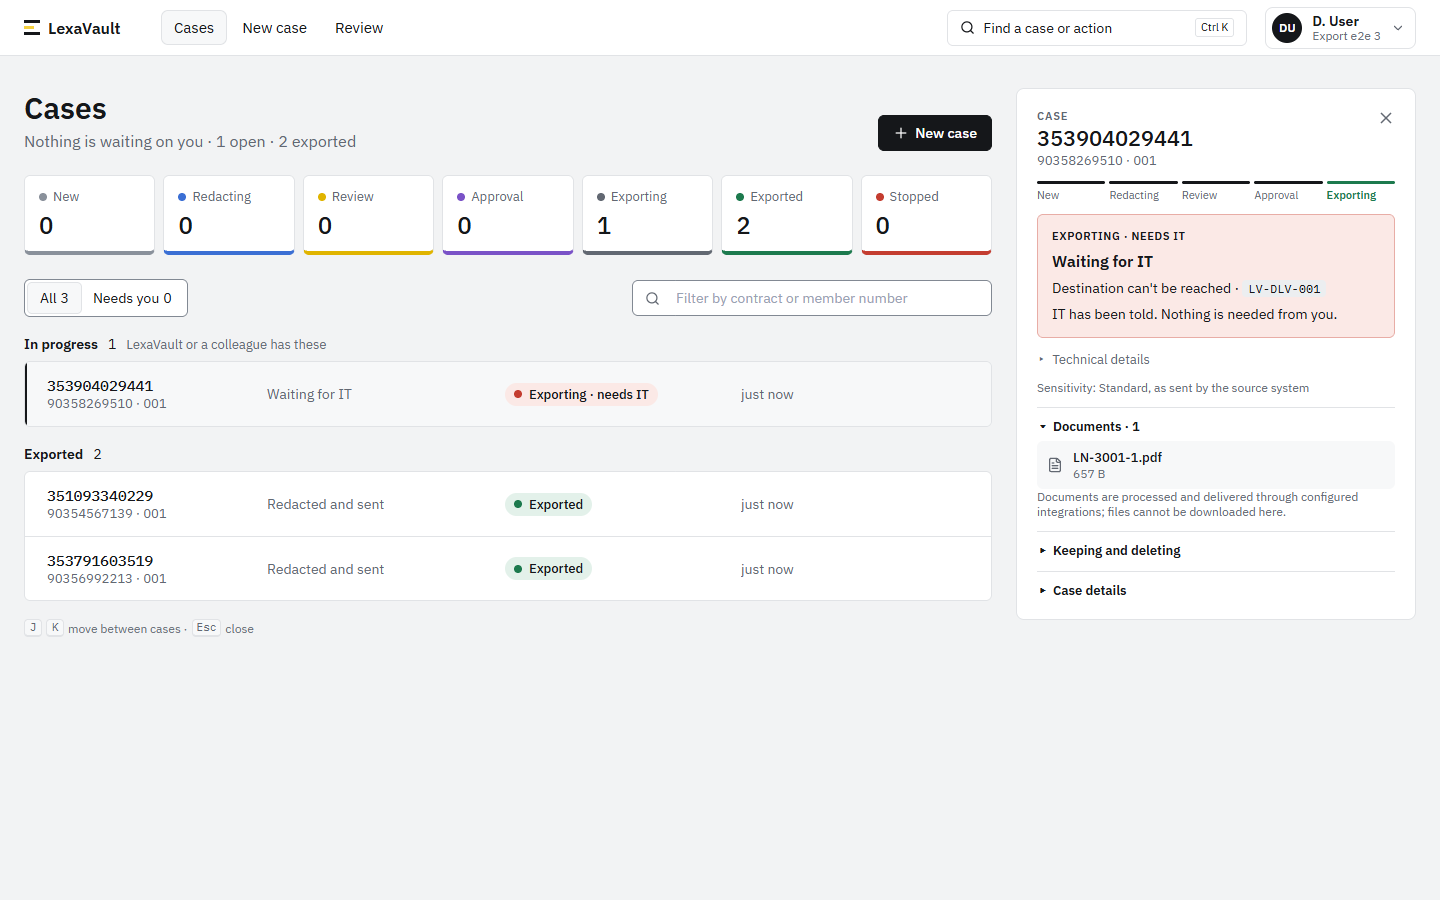 LexaVault
Cases
New case
Review
Find a case or action
Ctrl K
DU
D. User
Export e2e 3
Cases
Nothing is waiting on you · 1 open · 2 exported
New case
New
0
Redacting
0
Review
0
Approval
0
Exporting
1
Exported
2
Stopped
0
All 3
Needs you 0
Filter by contract or member number
In progress 1 LexaVault or a colleague has these
353904029441
90358269510 · 001
Waiting for IT
Exporting · needs IT
just now
Exported 2
351093340229
90354567139 · 001
Redacted and sent
Exported
just now
353791603519
90356992213 · 001
Redacted and sent
Exported
just now
J K move between cases · Esc close
CASE
353904029441
90358269510 · 001
New
Redacting
Review
Approval
Exporting
EXPORTING · NEEDS IT
Waiting for IT
Destination can't be reached · LV-DLV-001
IT has been told. Nothing is needed from you.
Technical details
Sensitivity: Standard, as sent by the source system
Documents · 1
LN-3001-1.pdf
657 B
Documents are processed and delivered through configured
integrations; files cannot be downloaded here.
Keeping and deleting
Case details